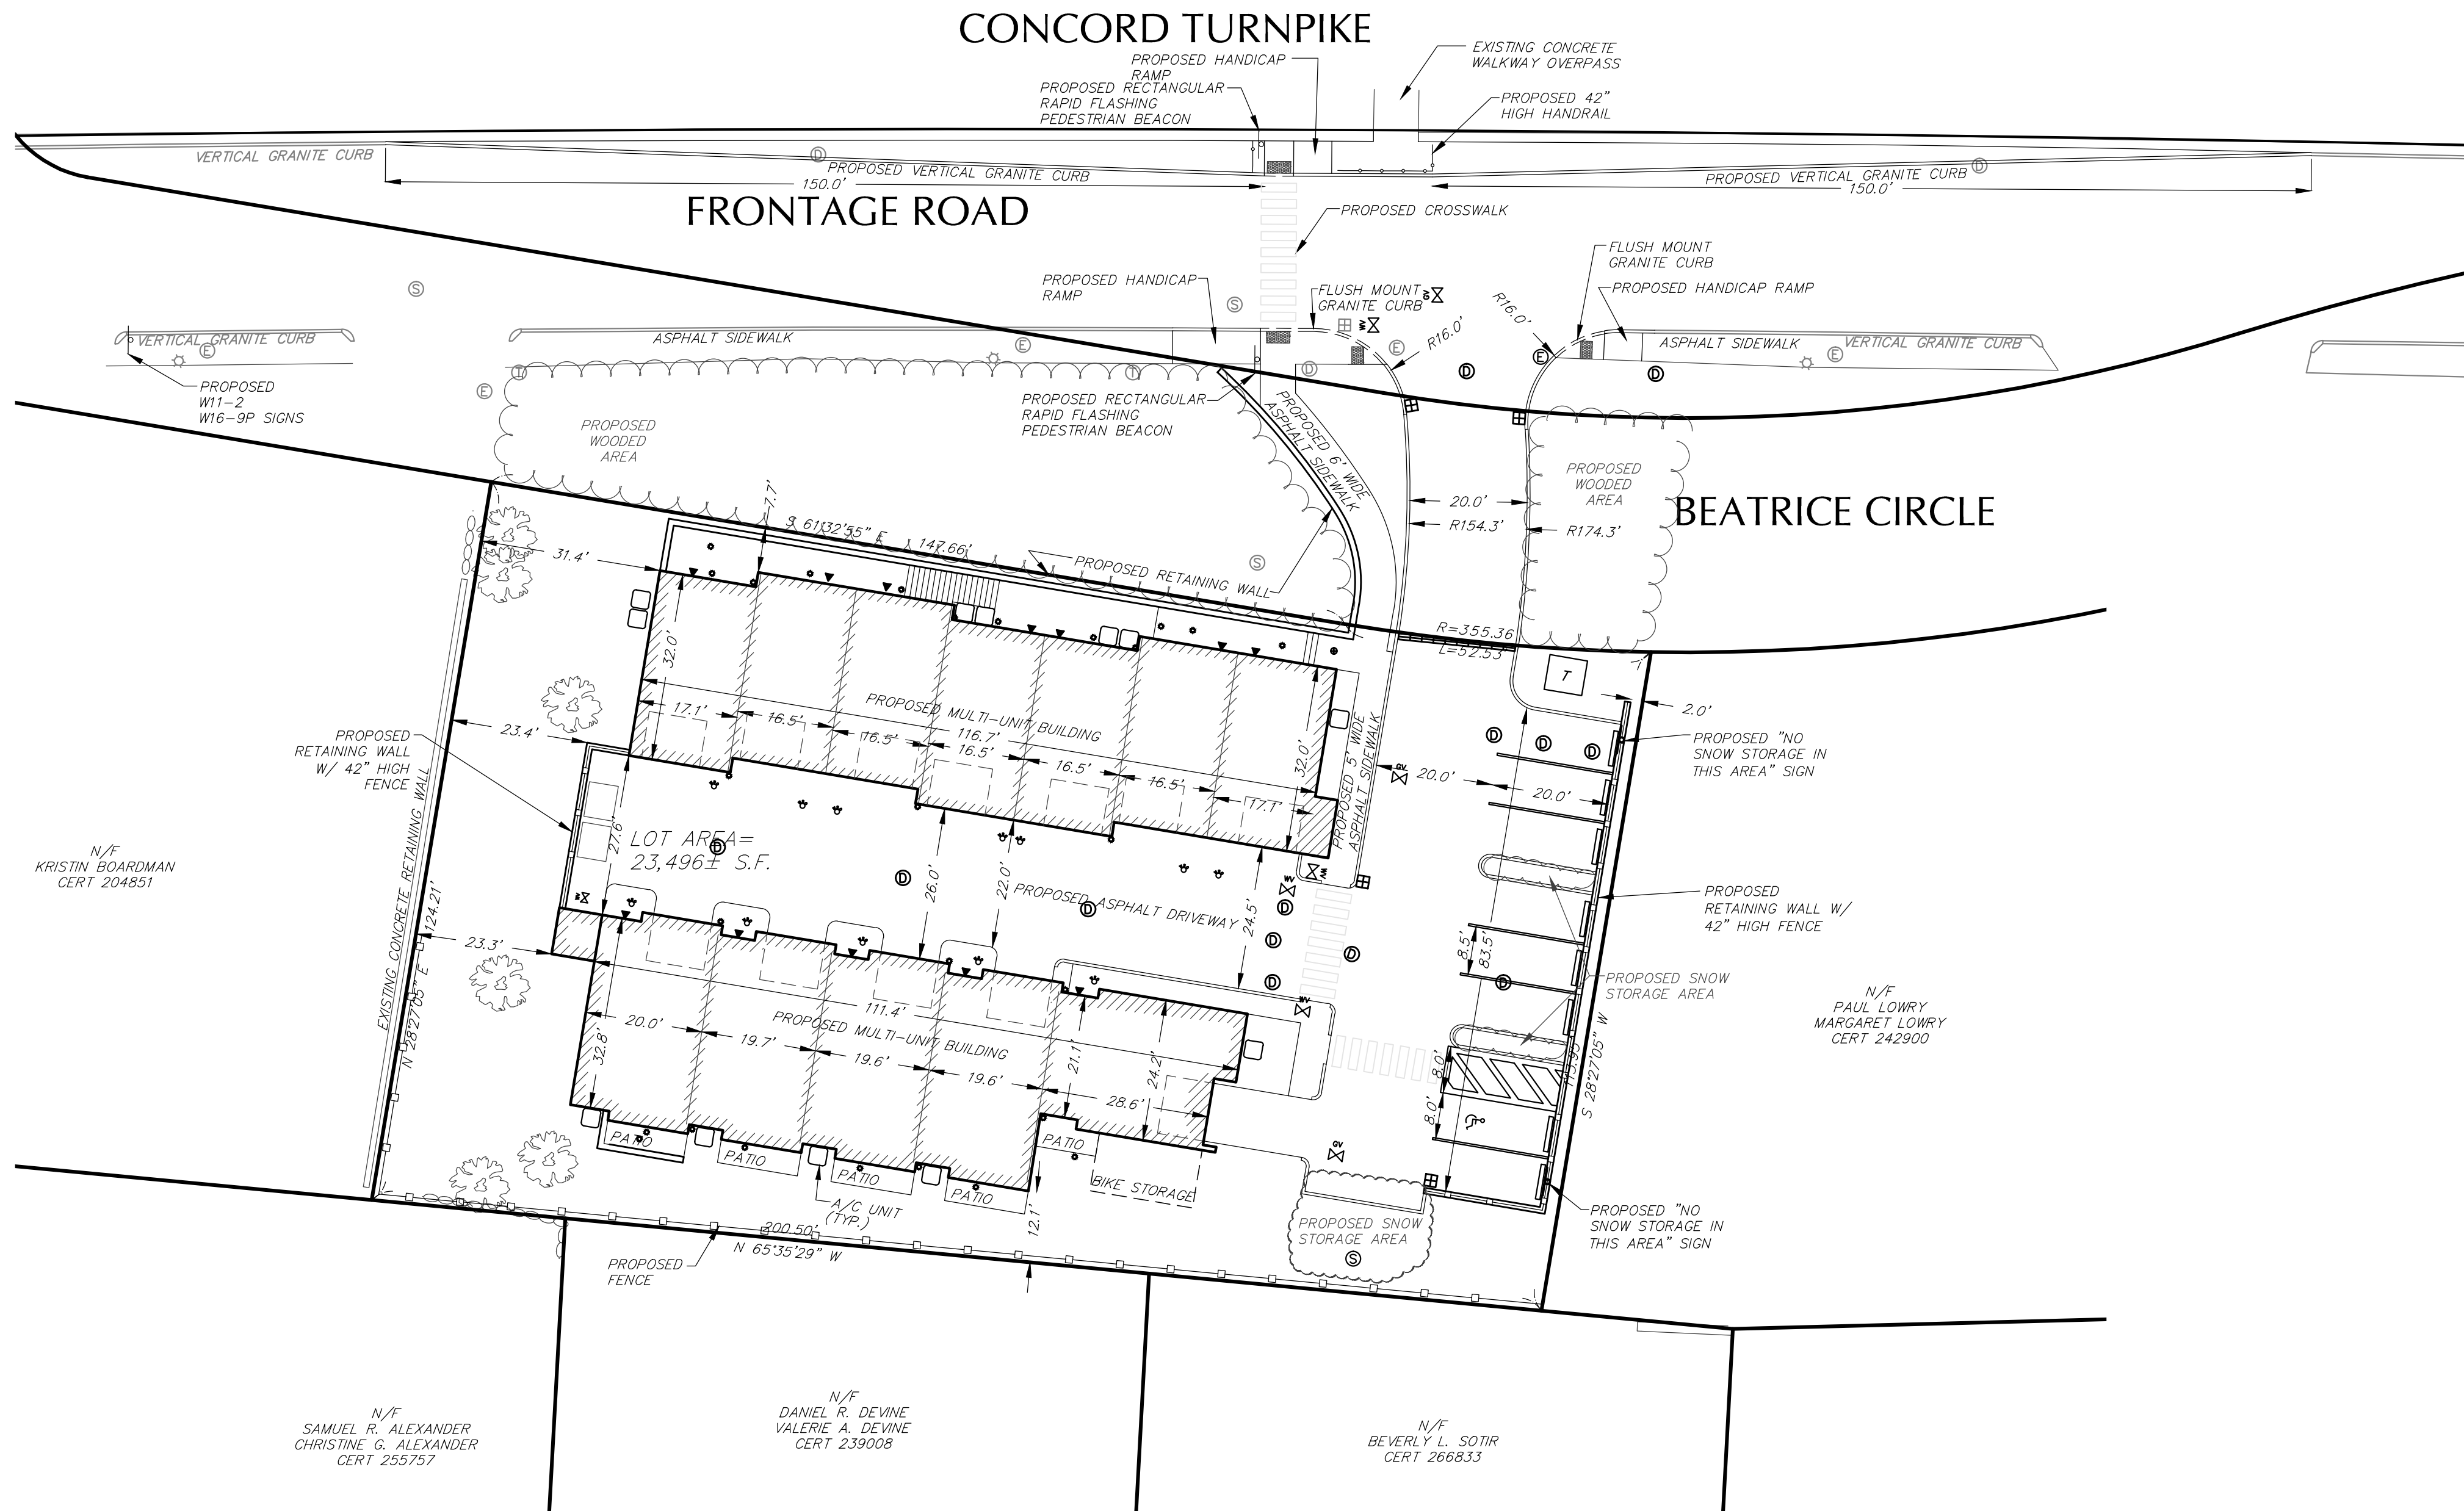 CONCORD TURNPIKE
EXISTING CONCRETE
WALKWAY OVERPASS
PROPOSED HANDICAP
RAMP
PROPOSED RECTANGULAR
RAPID FLASHING
PEDESTRIAN BEACON
PROPOSED 42"
HIGH HANDRAIL
VERTICAL GRANITE CURB
D
PROPOSED VERTICAL GRANITE CURB
150.0'
PROPOSED VERTICAL GRANITE CURB
D
150.0'
FRONTAGE ROAD
PROPOSED CROSSWALK
FLUSH MOUNT
GRANITE CURB
PROPOSED HANDICAP
RAMP
S
S
FLUSH MOUNT
GRANITE CURB
GV
WV
R16.0'
R16.0'
PROPOSED HANDICAP RAMP
VERTICAL GRANITE CURB
E
ASPHALT SIDEWALK
E
E
E
D
ASPHALT SIDEWALK
VERTICAL GRANITE CURB
E
PROPOSED
W11-2
W16-9P SIGNS
E
T
T
D
D
PROPOSED RECTANGULAR
RAPID FLASHING
PEDESTRIAN BEACON
PROPOSED
WOODED
AREA
PROPOSED 6' WIDE
ASPHALT SIDEWALK
PROPOSED
WOODED
AREA
20.0'
R154.3'
R174.3'
BEATRICE CIRCLE
7.7'
S 61°32'55" E
147.66'
31.4'
S
PROPOSED RETAINING WALL
R=355.36
L=52.53'
T
2.0'
32.0'
PROPOSED MULTI-UNIT BUILDING
116.7'
17.1'
16.5'
16.5'
16.5'
16.5'
16.5'
17.1'
32.0'
PROPOSED 5' WIDE
ASPHALT SIDEWALK
23.4'
PROPOSED
RETAINING WALL
W/ 42" HIGH
FENCE
GV
20.0'
20.0'
D
D
D
PROPOSED "NO
SNOW STORAGE IN
THIS AREA" SIGN
LOT AREA=
23,496± S.F.
D
27.6'
26.0'
22.0'
D
PROPOSED ASPHALT DRIVEWAY
D
24.5'
WV
WV
D
D
D
D
WV
N/F
KRISTIN BOARDMAN
CERT 204851
EXISTING CONCRETE RETAINING WALL
N 28°27'05" E
124.21'
23.3'
WV
PROPOSED
RETAINING WALL W/
42" HIGH FENCE
8.5'
83.5'
D
PROPOSED SNOW
STORAGE AREA
N/F
PAUL LOWRY
MARGARET LOWRY
CERT 242900
111.4'
PROPOSED MULTI-UNIT BUILDING
32.8'
20.0'
19.7'
19.6'
19.6'
21.1'
24.2'
28.6'
8.0'
8.0'
113.95'
S 28°27'05" W
PATIO
PATIO
PATIO
PATIO
PATIO
BIKE STORAGE
GV
A/C UNIT
(TYP.)
12.1'
200.50'
N 65°35'29" W
PROPOSED
FENCE
PROPOSED SNOW
STORAGE AREA
S
PROPOSED "NO
SNOW STORAGE IN
THIS AREA" SIGN
N/F
SAMUEL R. ALEXANDER
CHRISTINE G. ALEXANDER
CERT 255757
N/F
DANIEL R. DEVINE
VALERIE A. DEVINE
CERT 239008
N/F
BEVERLY L. SOTIR
CERT 266833